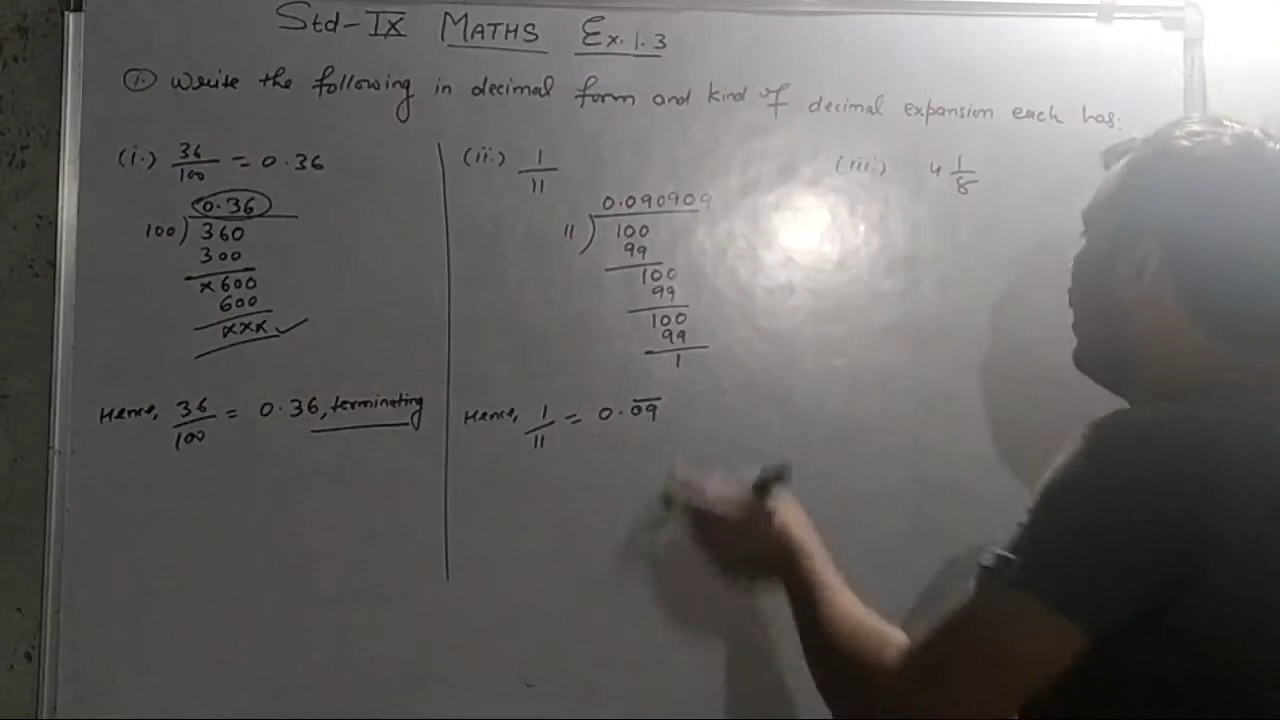 Std-IX MATHS Ex.1.3
① Write the following in decimal form and kind of decimal expansion each has:
(i.) 36/100 = 0.36
0.36
100) 360
300
x600
600
xxx ✓
Hence, 36/100 = 0.36, terminating
(ii.) 1/11
0.090909
11) 100
99
100
99
100
99
1
Hence, 1/11 = 0.0̅9̅
(iii.) 4 1/8